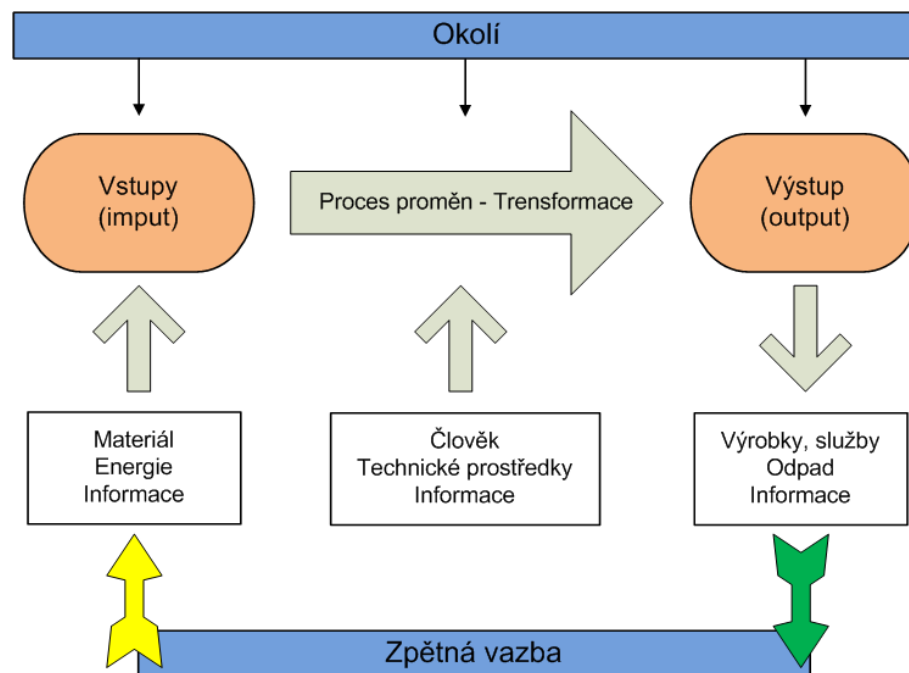 Okolí
Vstupy
(imput)
Proces proměn - Trensformace
Výstup
(output)
Materiál
Energie
Informace
Člověk
Technické prostředky
Informace
Výrobky, služby
Odpad
Informace
Zpětná vazba